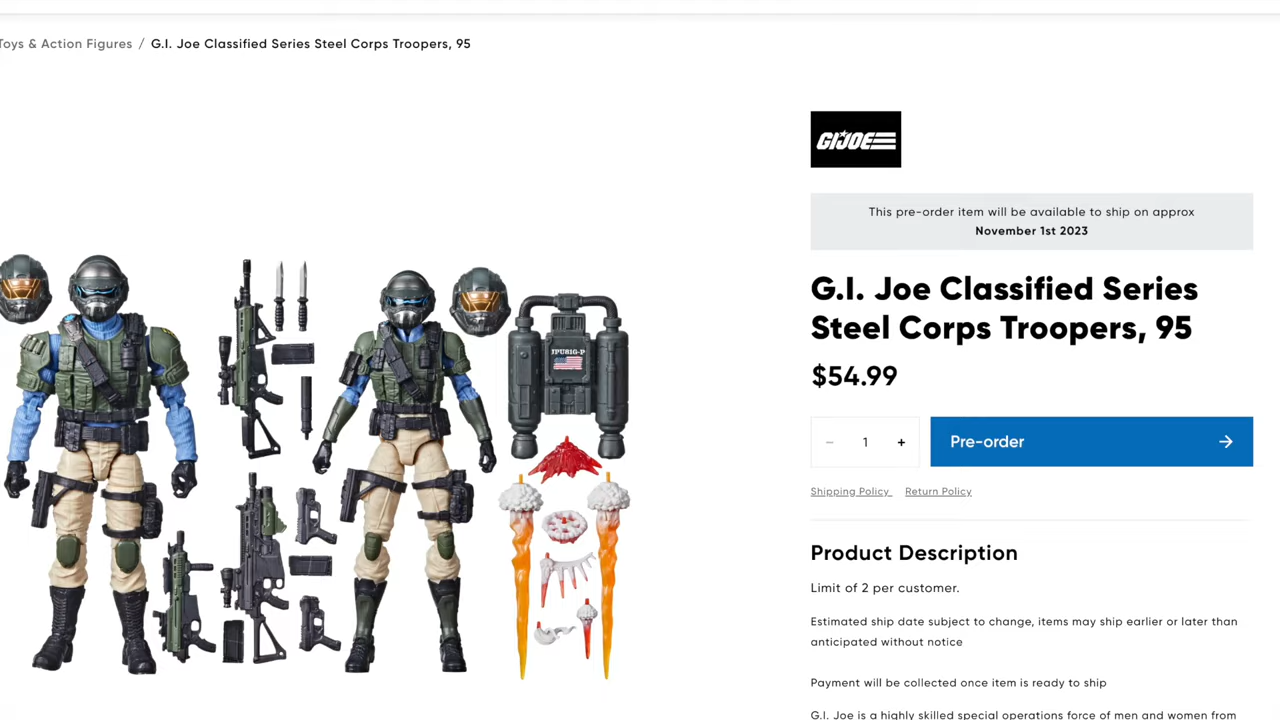 Toys & Action Figures / G.I. Joe Classified Series Steel Corps Troopers, 95
GIJOE
This pre-order item will be available to ship on approx
November 1st 2023
G.I. Joe Classified Series
Steel Corps Troopers, 95
$54.99
− 1 + Pre-order →
Shipping Policy Return Policy
JPU81G-P
Product Description
Limit of 2 per customer.
Estimated ship date subject to change, items may ship earlier or later than
anticipated without notice
Payment will be collected once item is ready to ship
G.I. Joe is a highly skilled special operations force of men and women from